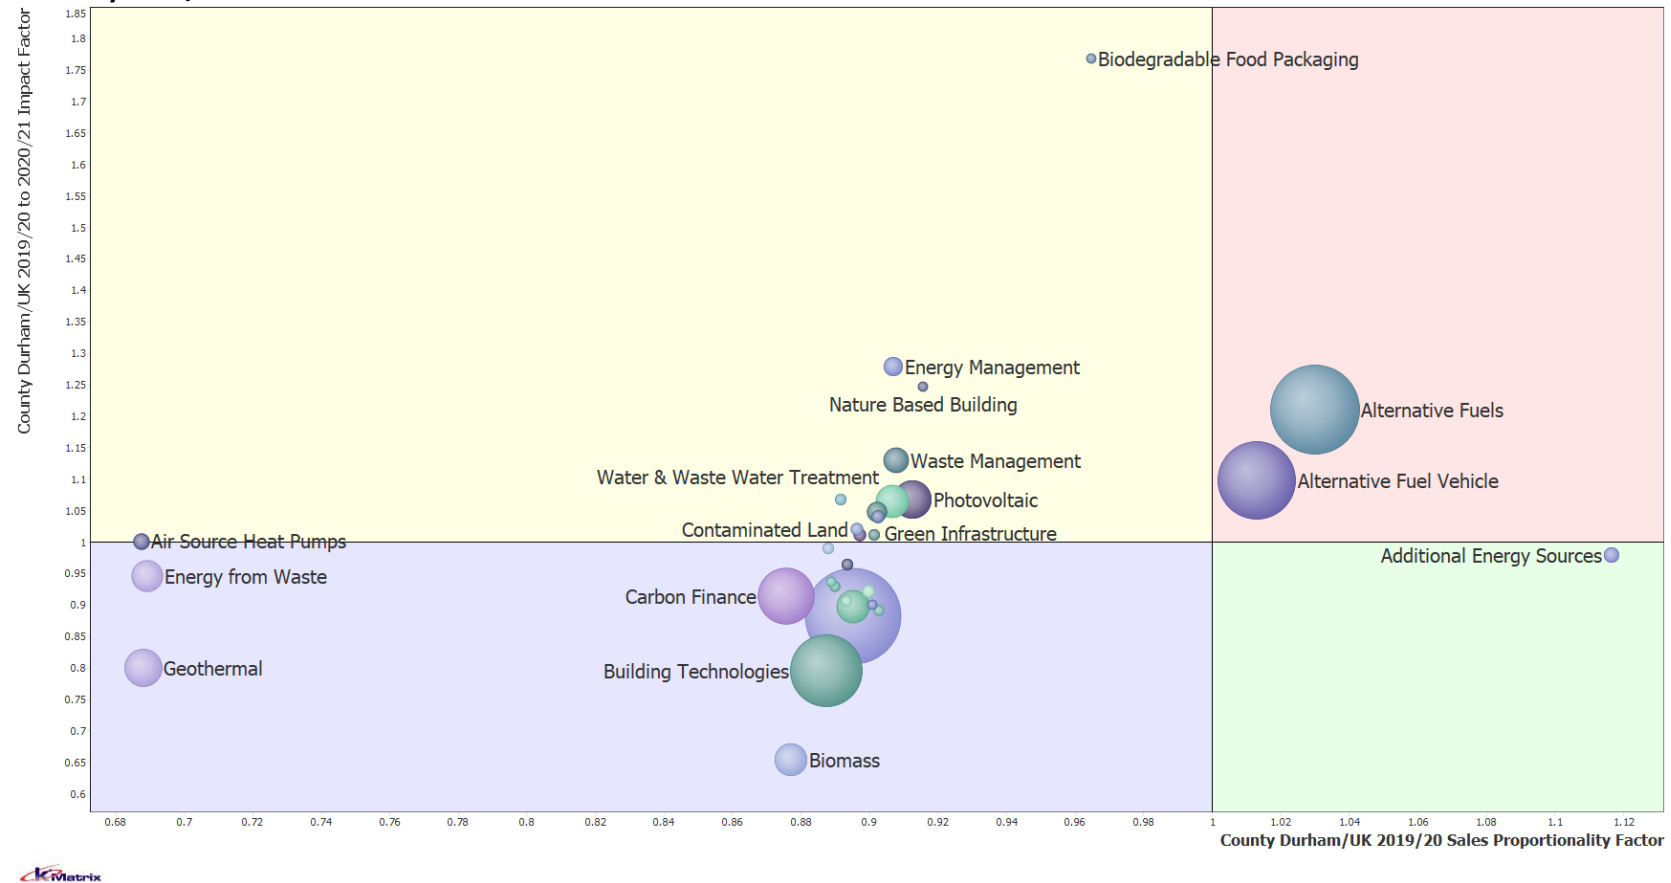 County Durham/UK 2019/20 to 2020/21 Impact Factor
1.85
1.8
1.75
1.7
1.65
1.6
1.55
1.5
1.45
1.4
1.35
1.3
1.25
1.2
1.15
1.1
1.05
1
0.95
0.9
0.85
0.8
0.75
0.7
0.65
0.6
Biodegradable Food Packaging
Energy Management
Nature Based Building
Alternative Fuels
Waste Management
Water & Waste Water Treatment
Alternative Fuel Vehicle
Photovoltaic
Contaminated Land
Green Infrastructure
Air Source Heat Pumps
Additional Energy Sources
Energy from Waste
Carbon Finance
Geothermal
Building Technologies
Biomass
0.68 0.7 0.72 0.74 0.76 0.78 0.8 0.82 0.84 0.86 0.88 0.9 0.92 0.94 0.96 0.98 1 1.02 1.04 1.06 1.08 1.1 1.12
County Durham/UK 2019/20 Sales Proportionality Factor
kMatrix